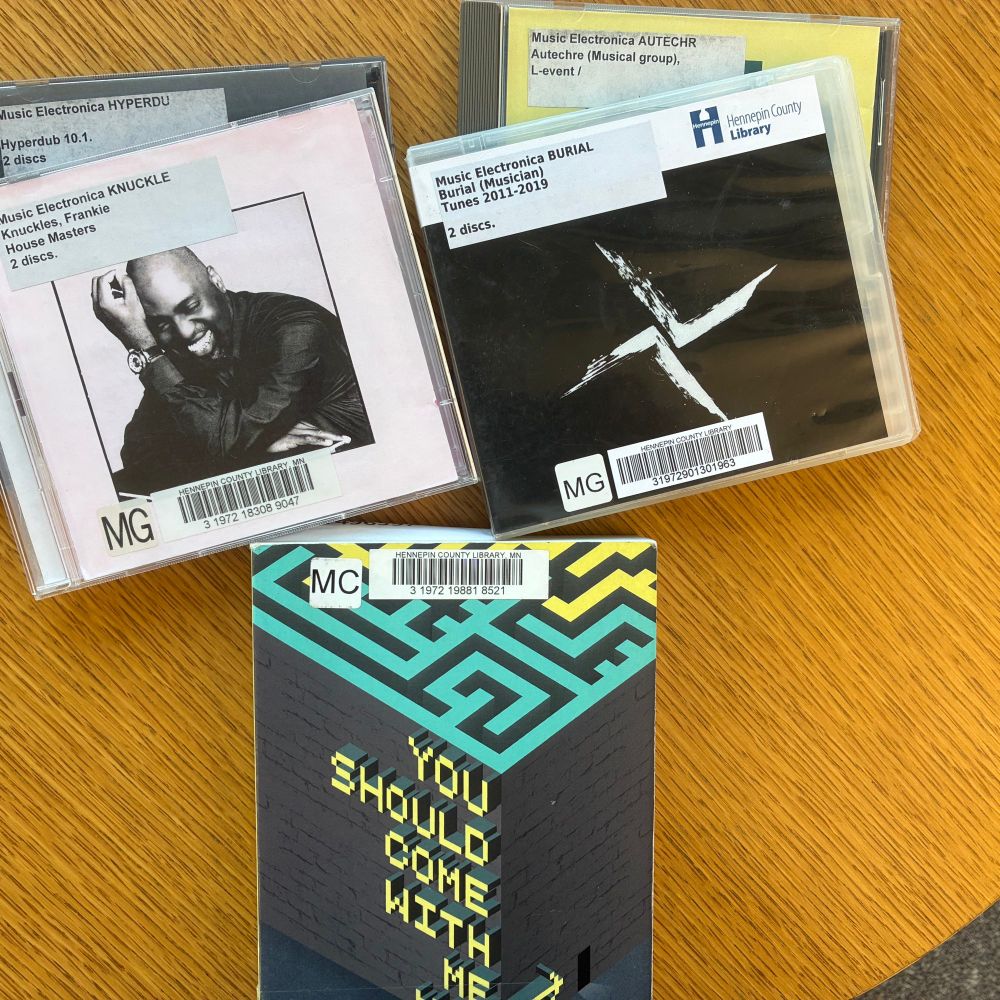 Music Electronica HYPERDU
Hyperdub 10.1.
2 discs
Music Electronica KNUCKLE
Knuckles, Frankie
House Masters
2 discs.
HENNEPIN COUNTY LIBRARY, MN
3 1972 18308 9047
MG
Music Electronica AUTECHR
Autechre (Musical group),
L-event /
Hennepin
Hennepin County
Library
Music Electronica BURIAL
Burial (Musician)
Tunes 2011-2019
2 discs.
HENNEPIN COUNTY LIBRARY
31972901301963
MG
MC
HENNEPIN COUNTY LIBRARY, MN
3 1972 19881 8521
YOU
SHOULD
COME
WITH
ME